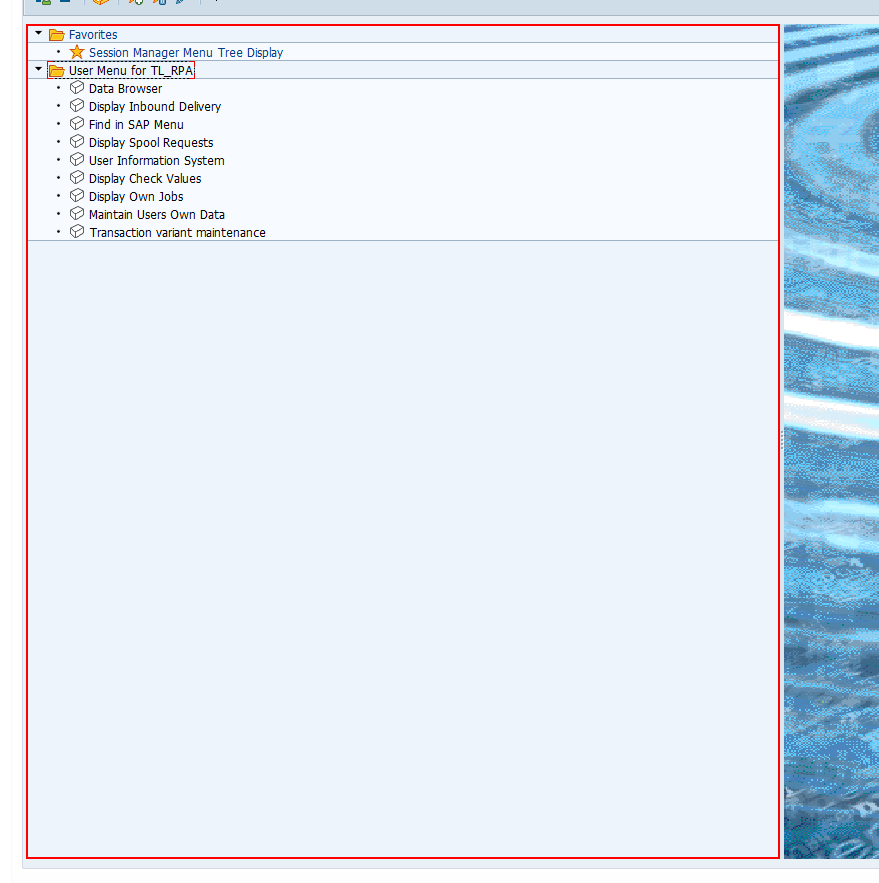 Favorites
Session Manager Menu Tree Display
User Menu for TL_RPA
Data Browser
Display Inbound Delivery
Find in SAP Menu
Display Spool Requests
User Information System
Display Check Values
Display Own Jobs
Maintain Users Own Data
Transaction variant maintenance